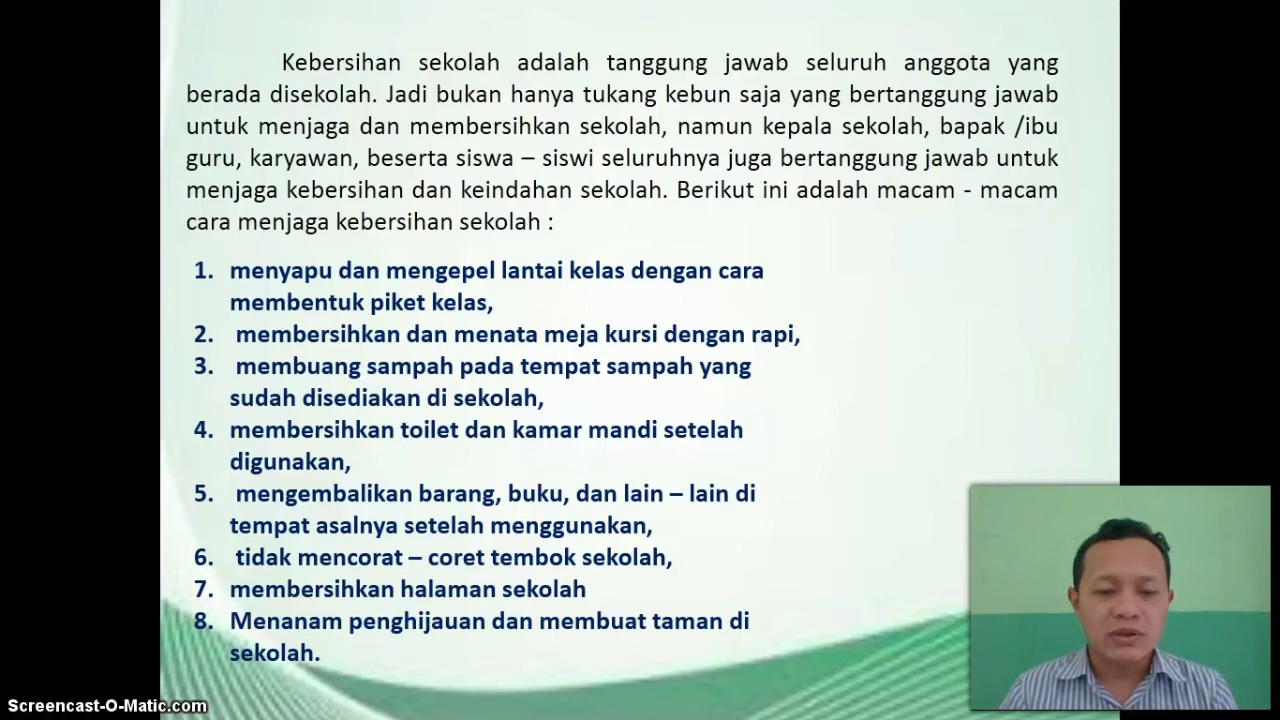 Kebersihan sekolah adalah tanggung jawab seluruh anggota yang
berada disekolah. Jadi bukan hanya tukang kebun saja yang bertanggung jawab
untuk menjaga dan membersihkan sekolah, namun kepala sekolah, bapak /ibu
guru, karyawan, beserta siswa – siswi seluruhnya juga bertanggung jawab untuk
menjaga kebersihan dan keindahan sekolah. Berikut ini adalah macam - macam
cara menjaga kebersihan sekolah :
1. menyapu dan mengepel lantai kelas dengan cara
membentuk piket kelas,
2. membersihkan dan menata meja kursi dengan rapi,
3. membuang sampah pada tempat sampah yang
sudah disediakan di sekolah,
4. membersihkan toilet dan kamar mandi setelah
digunakan,
5. mengembalikan barang, buku, dan lain – lain di
tempat asalnya setelah menggunakan,
6. tidak mencorat – coret tembok sekolah,
7. membersihkan halaman sekolah
8. Menanam penghijauan dan membuat taman di
sekolah.
Screencast-O-Matic.com